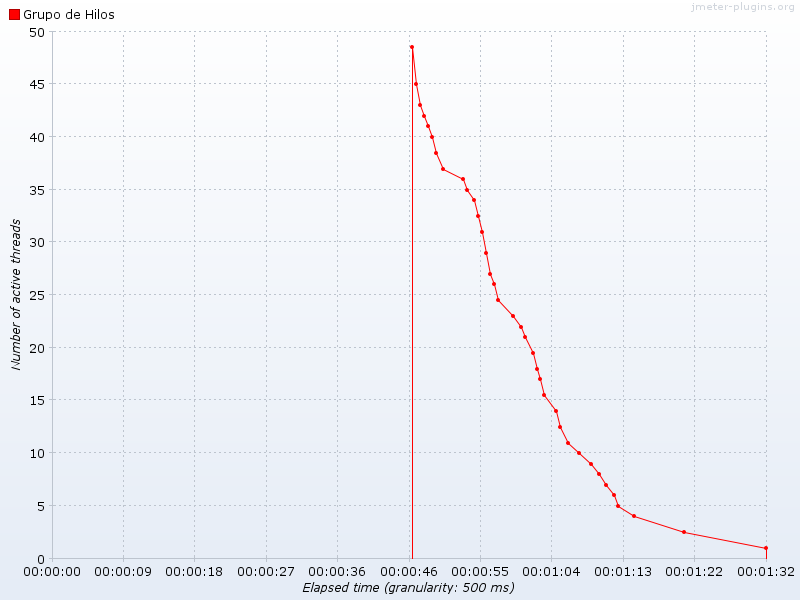 jmeter-plugins.org
Grupo de Hilos
50
45
40
35
30
25
20
15
10
5
0
Number of active threads
00:00:00 00:00:09 00:00:18 00:00:27 00:00:36 00:00:46 00:00:55 00:01:04 00:01:13 00:01:22 00:01:32
Elapsed time (granularity: 500 ms)